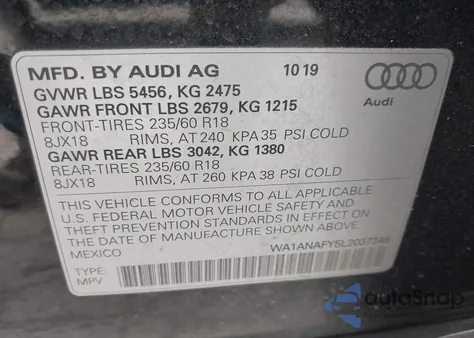 MFD. BY AUDI AG 10 19
GVWR LBS 5456, KG 2475
GAWR FRONT LBS 2679, KG 1215
FRONT-TIRES 235/60 R18
8JX18 RIMS, AT 240 KPA 35 PSI COLD
GAWR REAR LBS 3042, KG 1380
REAR-TIRES 235/60 R18
8JX18 RIMS, AT 260 KPA 38 PSI COLD
Audi
THIS VEHICLE CONFORMS TO ALL APPLICABLE
U.S. FEDERAL MOTOR VEHICLE SAFETY AND
THEFT PREVENTION STANDARDS IN EFFECT ON
THE DATE OF MANUFACTURE SHOWN ABOVE.
MEXICO WA1ANAFY5L2037248
TYPE:
MPV
autoSnap